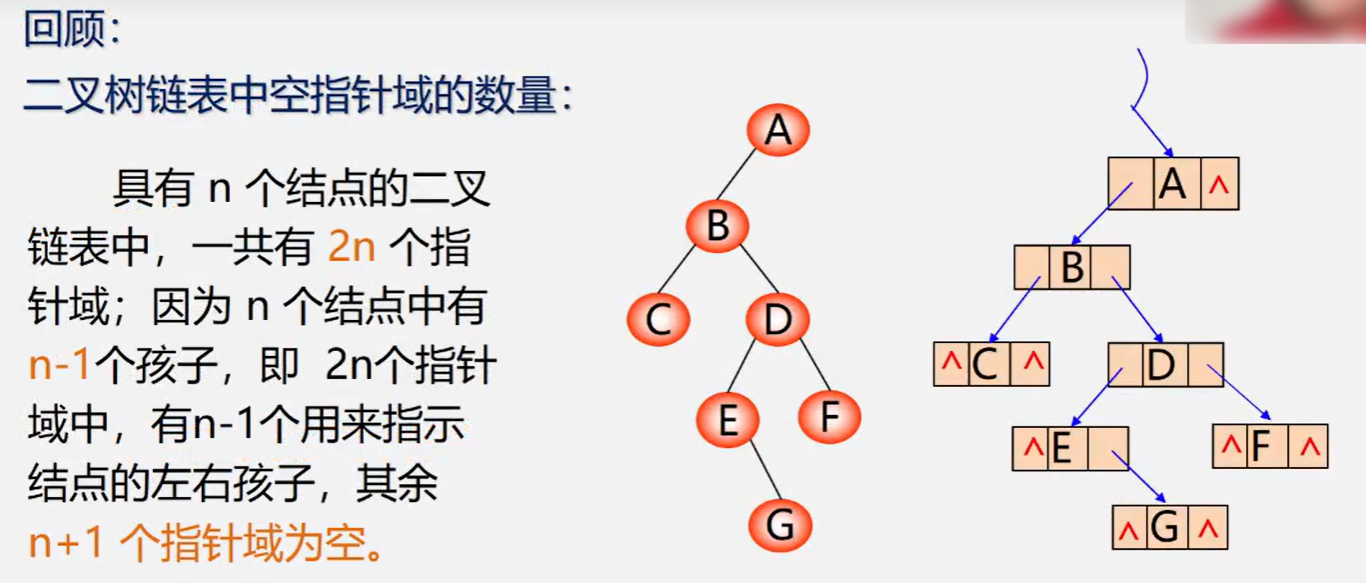 回顾：
二叉树链表中空指针域的数量：
具有 n 个结点的二叉
链表中，一共有 2n 个指
针域；因为 n 个结点中有
n-1个孩子，即 2n个指针
域中，有n-1个用来指示
结点的左右孩子，其余
n+1 个指针域为空。
A
B
C
D
E
F
G
A ^
B
^ C ^
D
^ E
^ F ^
^ G ^